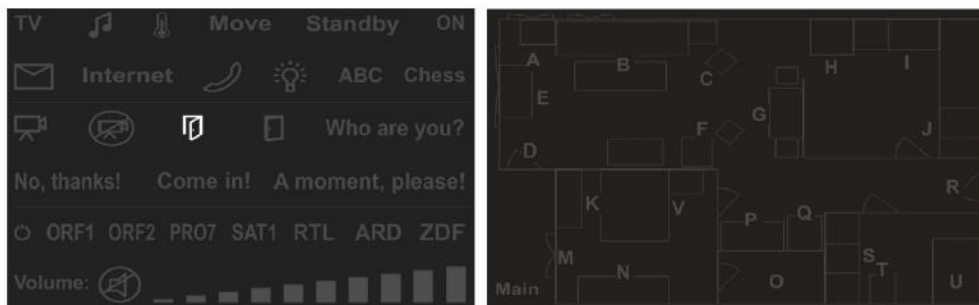 TV Move Standby ON
Internet ABC Chess
Who are you?
No, thanks! Come in! A moment, please!
ORF1 ORF2 PRO7 SAT1 RTL ARD ZDF
Volume:
A B C H I
E G F J
D R
K V P Q
M N O S T U
Main